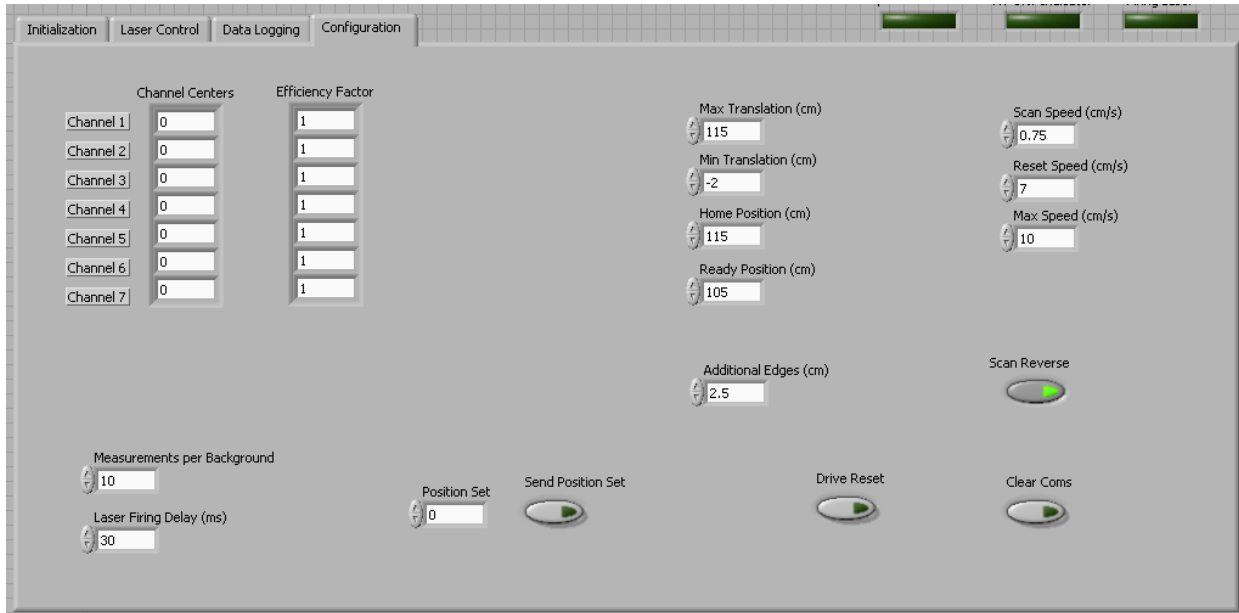 Initialization Laser Control Data Logging Configuration
Channel Centers Efficiency Factor
Channel 1 0 1
Channel 2 0 1
Channel 3 0 1
Channel 4 0 1
Channel 5 0 1
Channel 6 0 1
Channel 7 0 1
Max Translation (cm)
115
Min Translation (cm)
-2
Home Position (cm)
115
Ready Position (cm)
105
Scan Speed (cm/s)
0.75
Reset Speed (cm/s)
7
Max Speed (cm/s)
10
Additional Edges (cm)
2.5
Scan Reverse
Measurements per Background
10
Laser Firing Delay (ms)
30
Position Set
0
Send Position Set
Drive Reset
Clear Coms